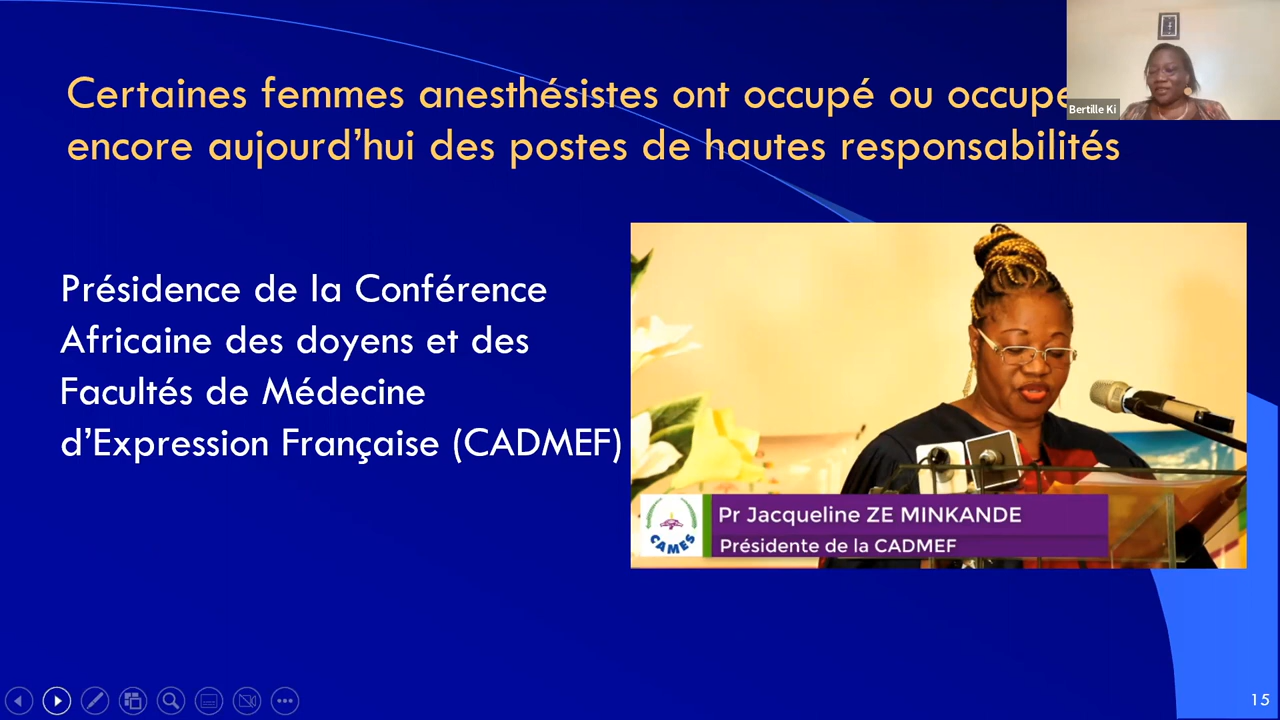 Certaines femmes anesthésistes ont occupé ou occupe
encore aujourd'hui des postes de hautes responsabilités
Bertille Ki
Présidence de la Conférence
Africaine des doyens et des
Facultés de Médecine
d'Expression Française (CADMEF)
CAMES
Pr Jacqueline ZE MINKANDE
Présidente de la CADMEF
15